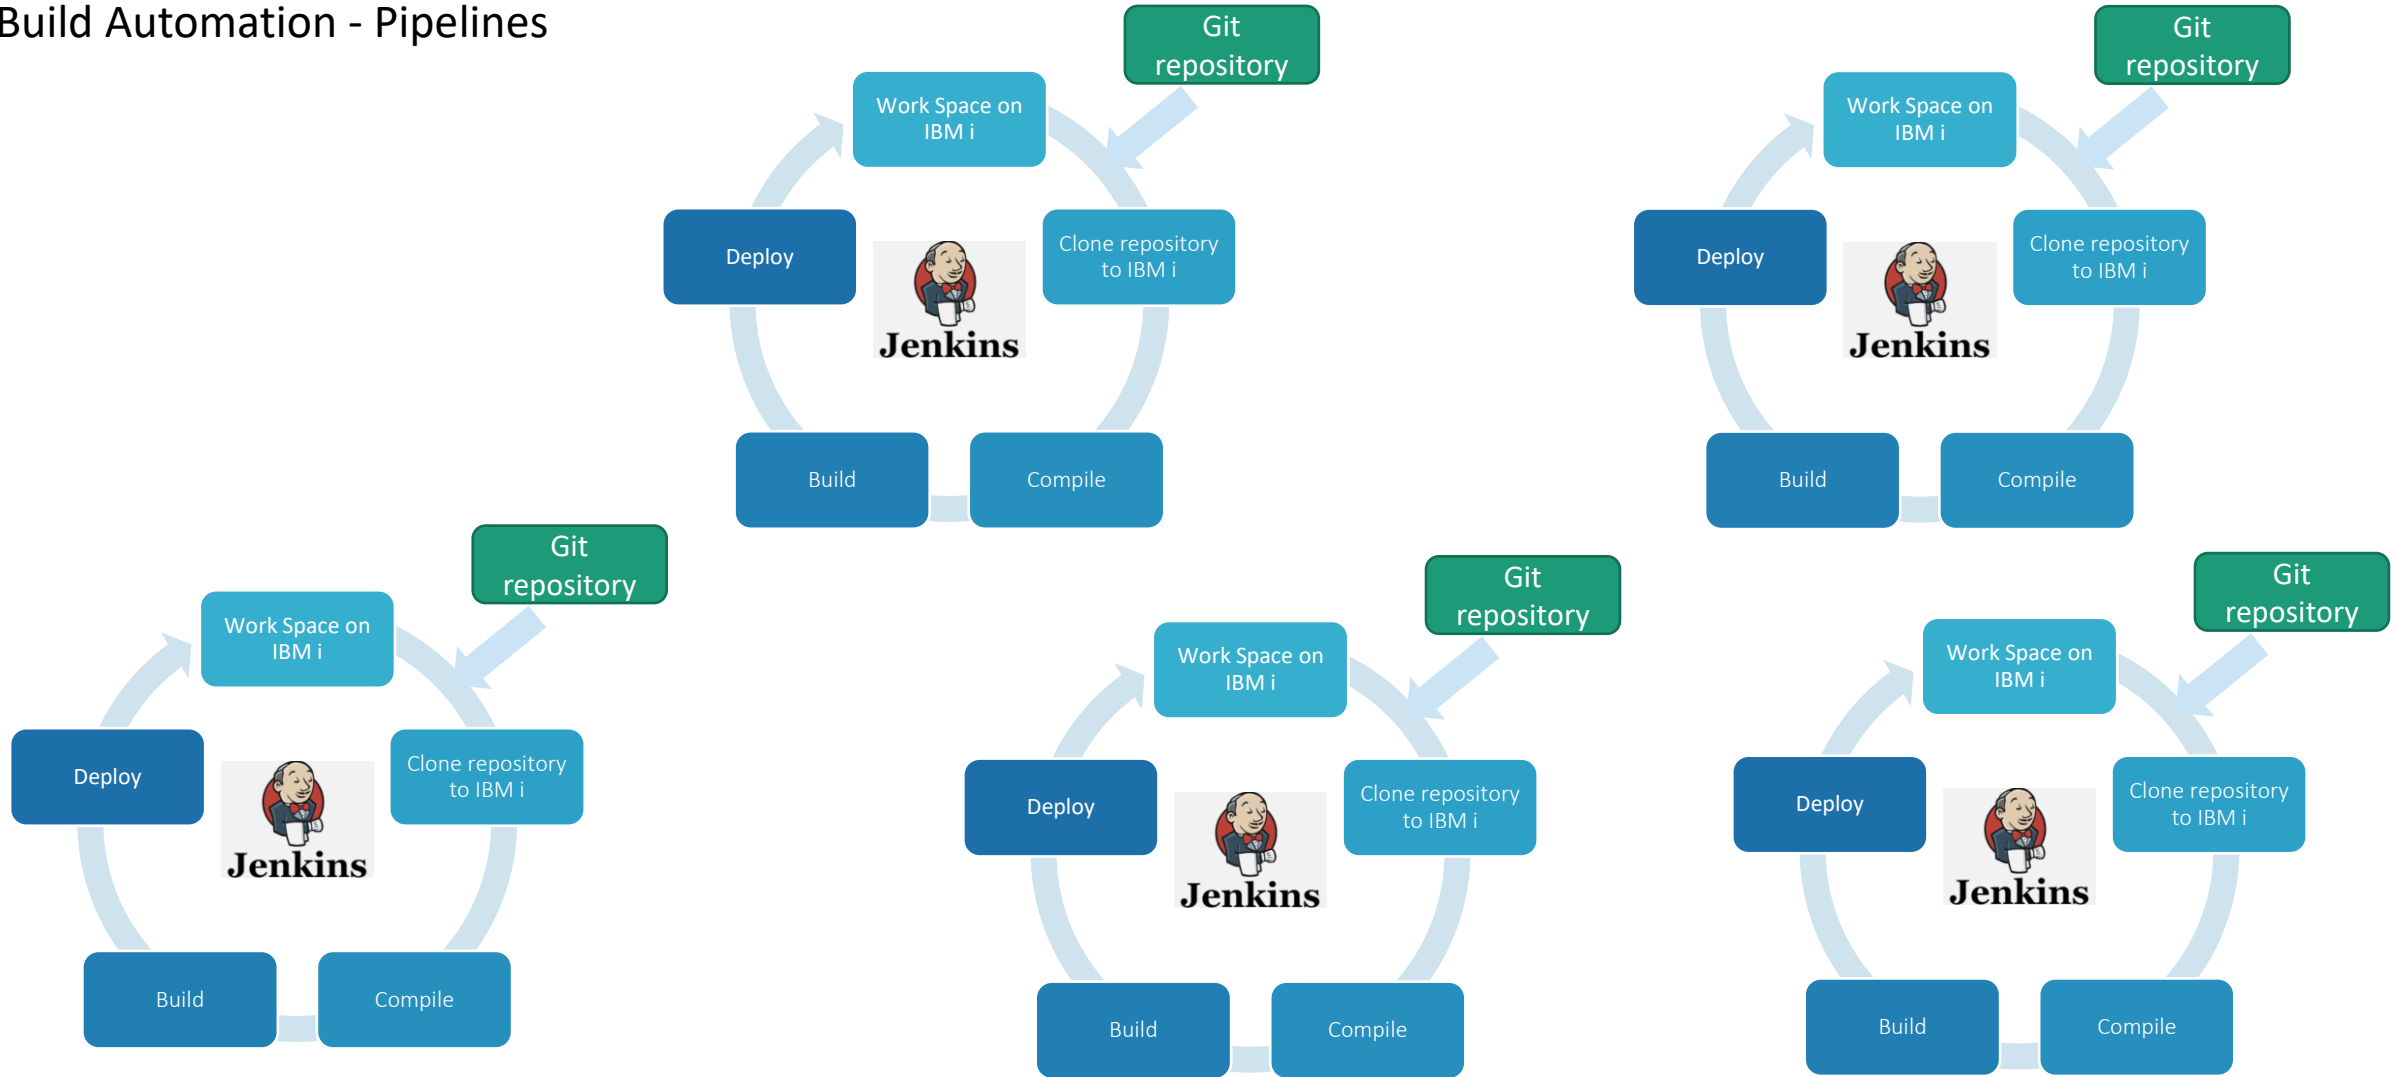 Build Automation - Pipelines
Git
repository
Work Space on
IBM i
Deploy
Clone repository
to IBM i
Jenkins
Build
Compile
Git
repository
Work Space on
IBM i
Deploy
Clone repository
to IBM i
Jenkins
Build
Compile
Git
repository
Work Space on
IBM i
Deploy
Clone repository
to IBM i
Jenkins
Build
Compile
Git
repository
Work Space on
IBM i
Deploy
Clone repository
to IBM i
Jenkins
Build
Compile
Git
repository
Work Space on
IBM i
Deploy
Clone repository
to IBM i
Jenkins
Build
Compile